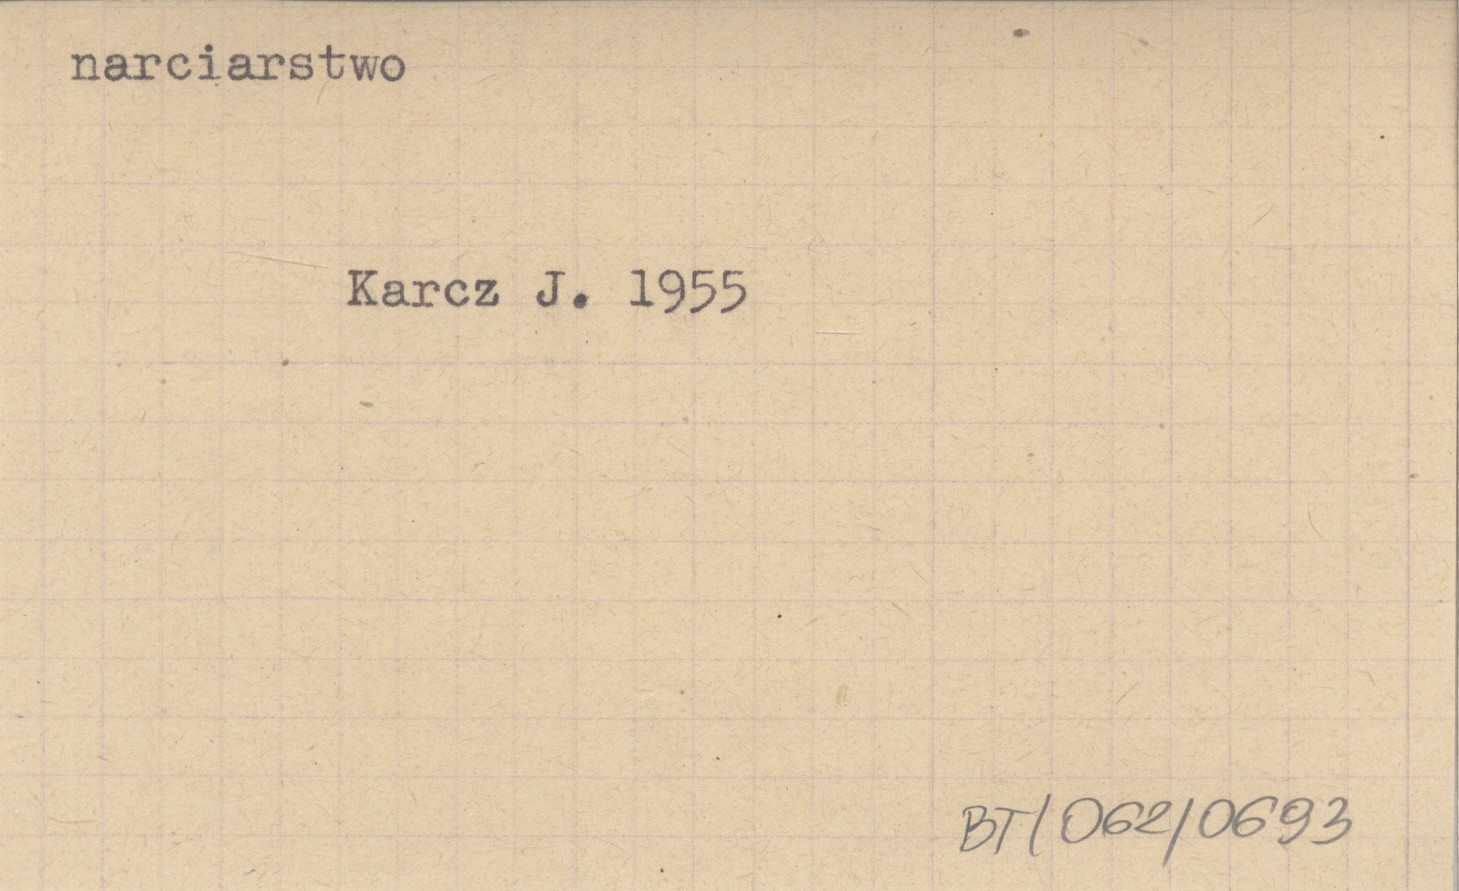 narciarstwo
Karcz J. 1955
BT/062/0693